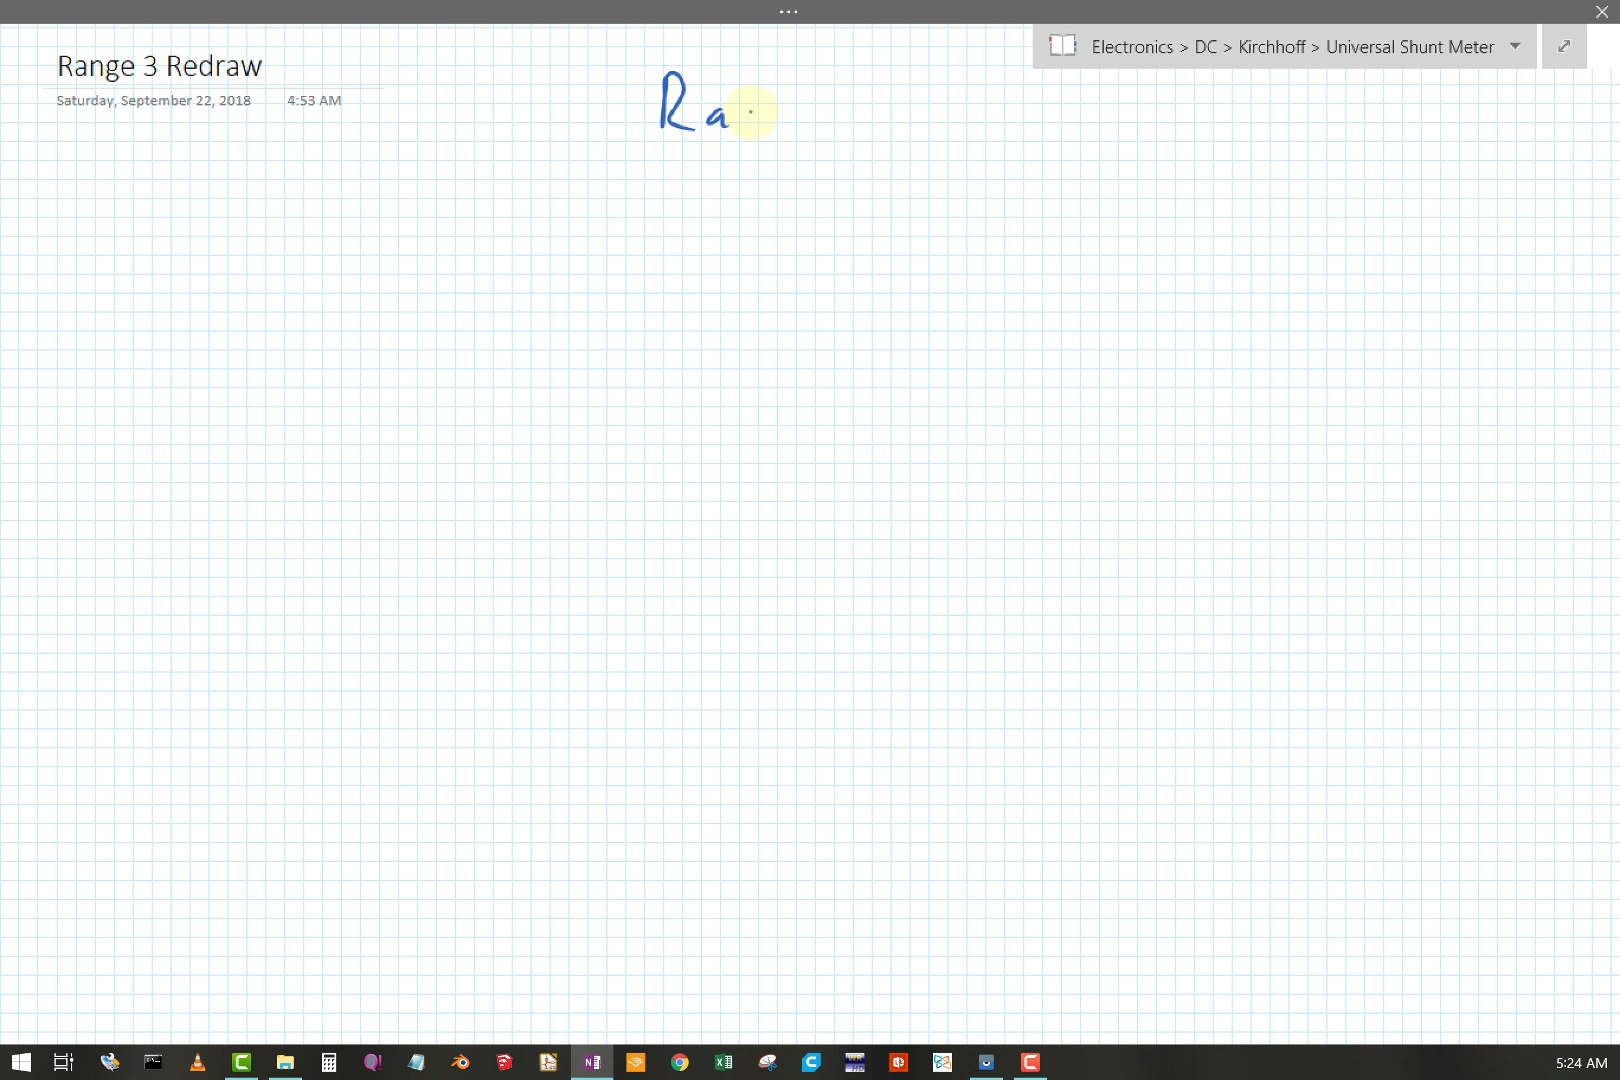 Electronics > DC > Kirchhoff > Universal Shunt Meter
Range 3 Redraw
Saturday, September 22, 2018 4:53 AM
Ra
5:24 AM